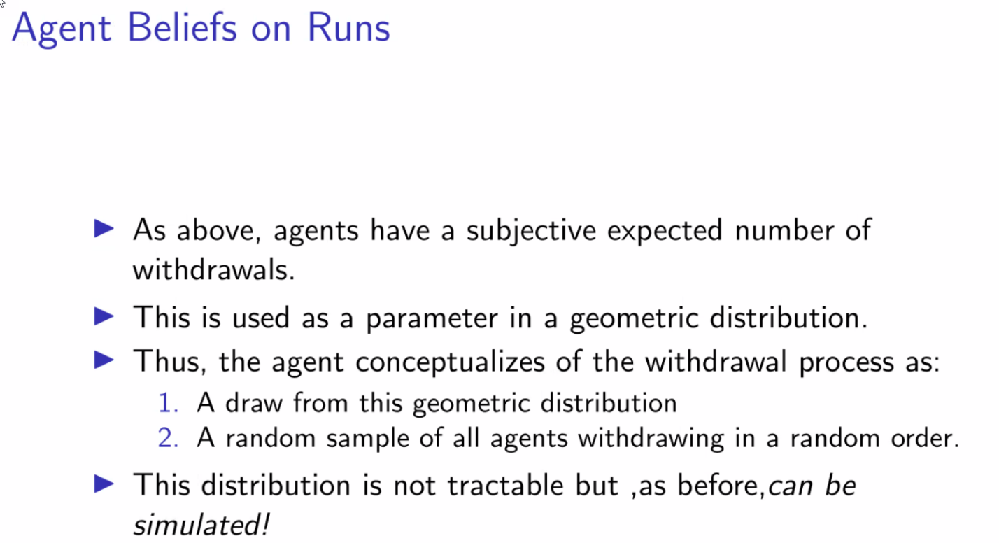 Agent Beliefs on Runs
As above, agents have a subjective expected number of
withdrawals.
This is used as a parameter in a geometric distribution.
Thus, the agent conceptualizes of the withdrawal process as:
1. A draw from this geometric distribution
2. A random sample of all agents withdrawing in a random order.
This distribution is not tractable but ,as before,can be
simulated!